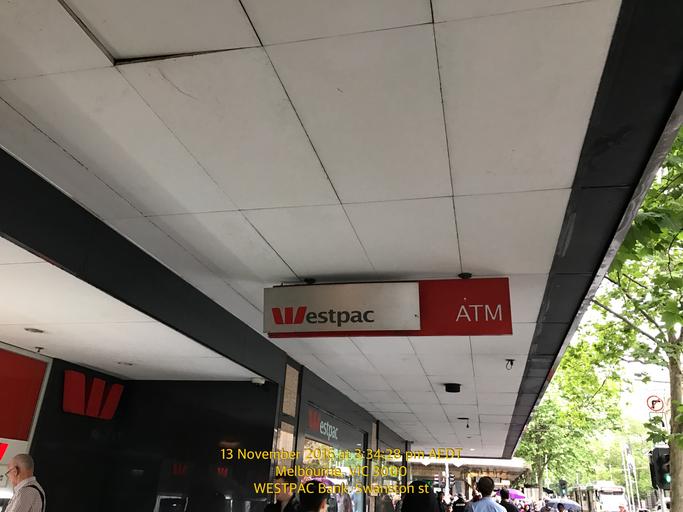 Westpac ATM
Westpac
13 November 2016 at 3:34:28 pm AEDT
Melbourne, VIC 3000
WESTPAC Bank, Swanston st